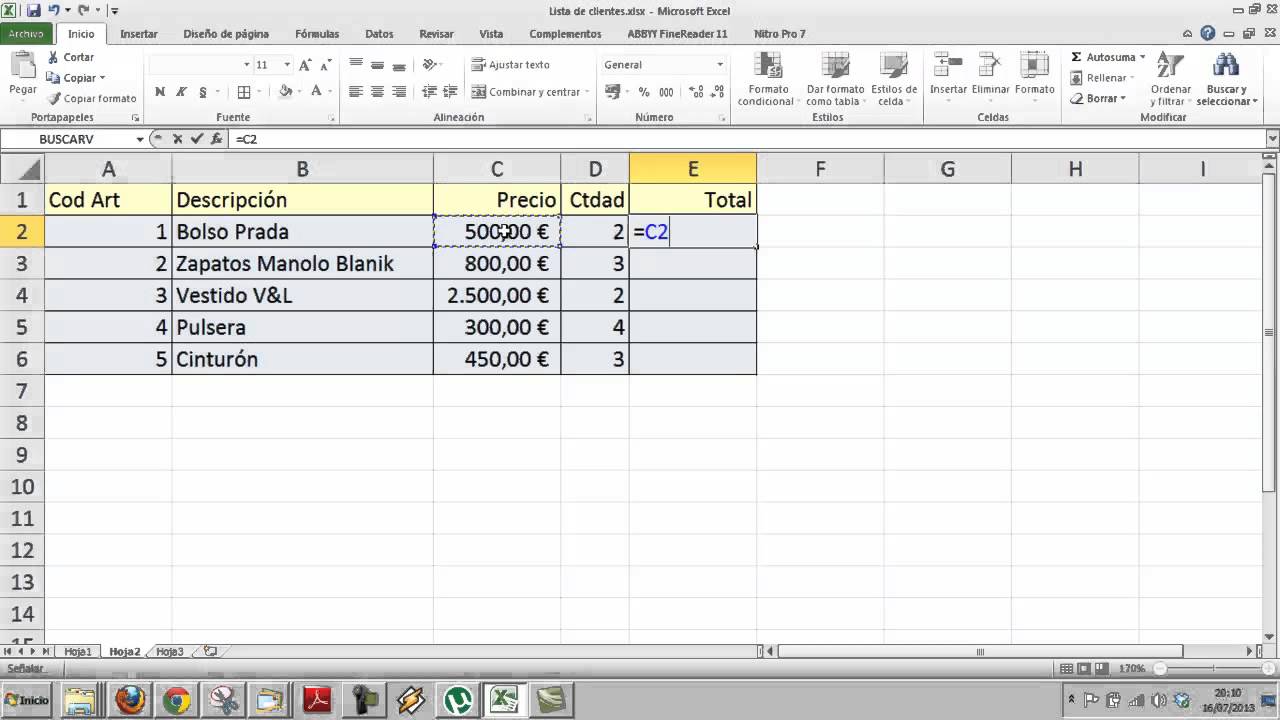 Lista de clientes.xlsx - Microsoft Excel
Archivo Inicio Insertar Diseño de página Fórmulas Datos Revisar Vista Complementos ABBYY FineReader 11 Nitro Pro 7
Pegar
Cortar
Copiar
Copiar formato
Portapapeles
11 A A
N K S A
Fuente
Ajustar texto
Combinar y centrar
Alineación
General
% 000
Número
Formato condicional
Dar formato como tabla
Estilos de celda
Estilos
Insertar Eliminar Formato
Celdas
Σ Autosuma
Rellenar
Borrar
Ordenar y filtrar
Buscar y seleccionar
Modificar
BUSCARV fx =C2
A B C D E F G H I
1 Cod Art Descripción Precio Ctdad Total
2 1 Bolso Prada 500,00 € 2 =C2
3 2 Zapatos Manolo Blanik 800,00 € 3
4 3 Vestido V&L 2.500,00 € 2
5 4 Pulsera 300,00 € 4
6 5 Cinturón 450,00 € 3
7
8
9
10
11
12
13
14
15
Hoja1 Hoja2 Hoja3
Señalar 170%
Inicio
20:10
16/07/2013